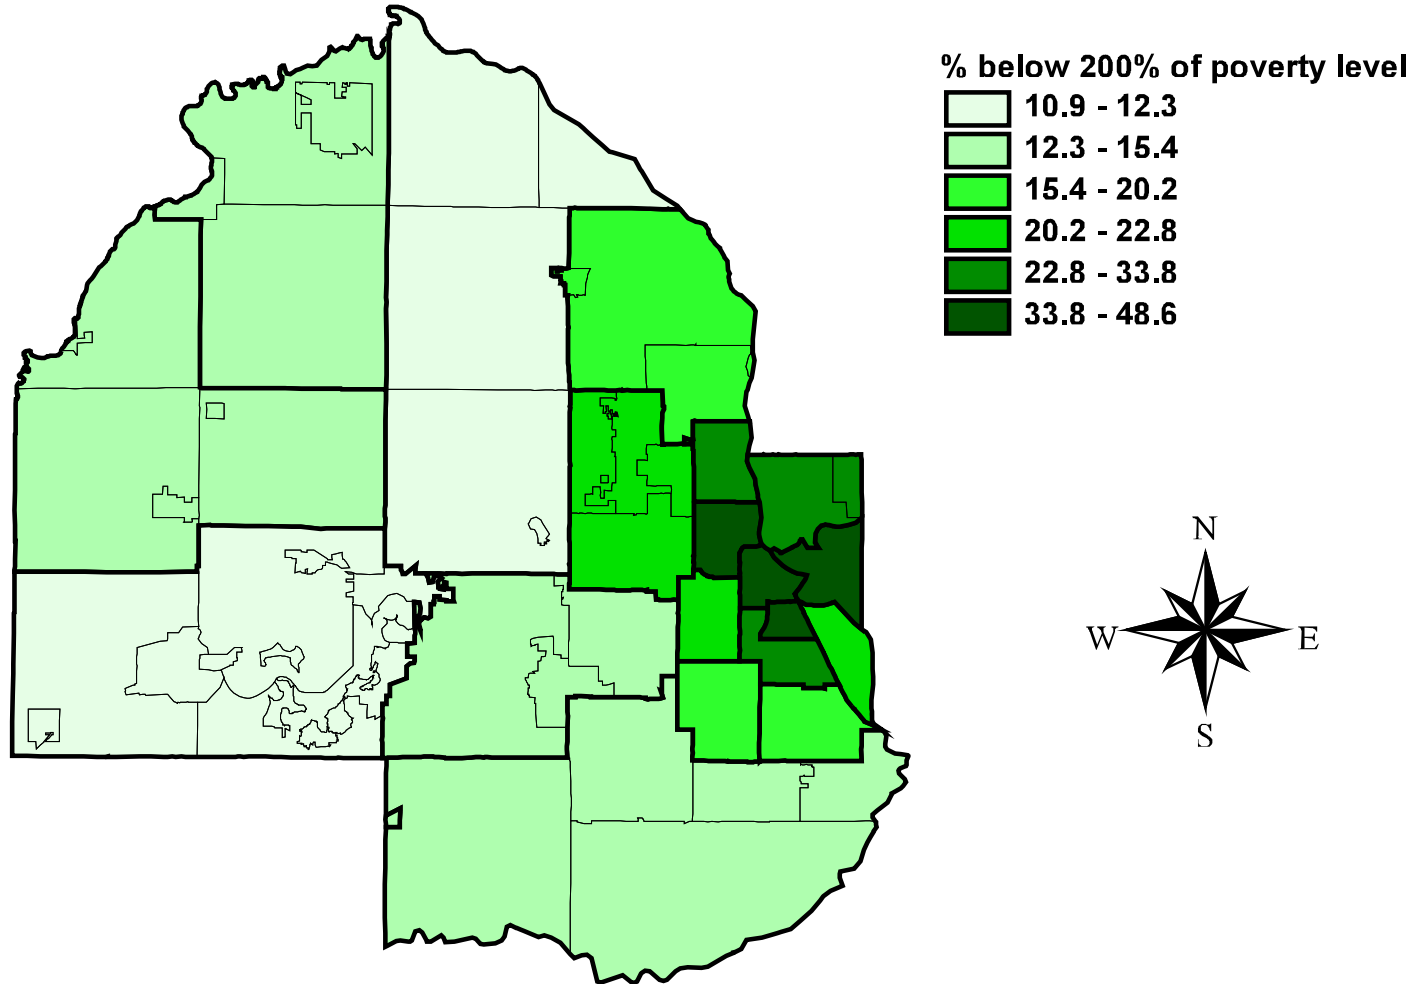 % below 200% of poverty level
10.9 - 12.3
12.3 - 15.4
15.4 - 20.2
20.2 - 22.8
22.8 - 33.8
33.8 - 48.6
N
W E
S